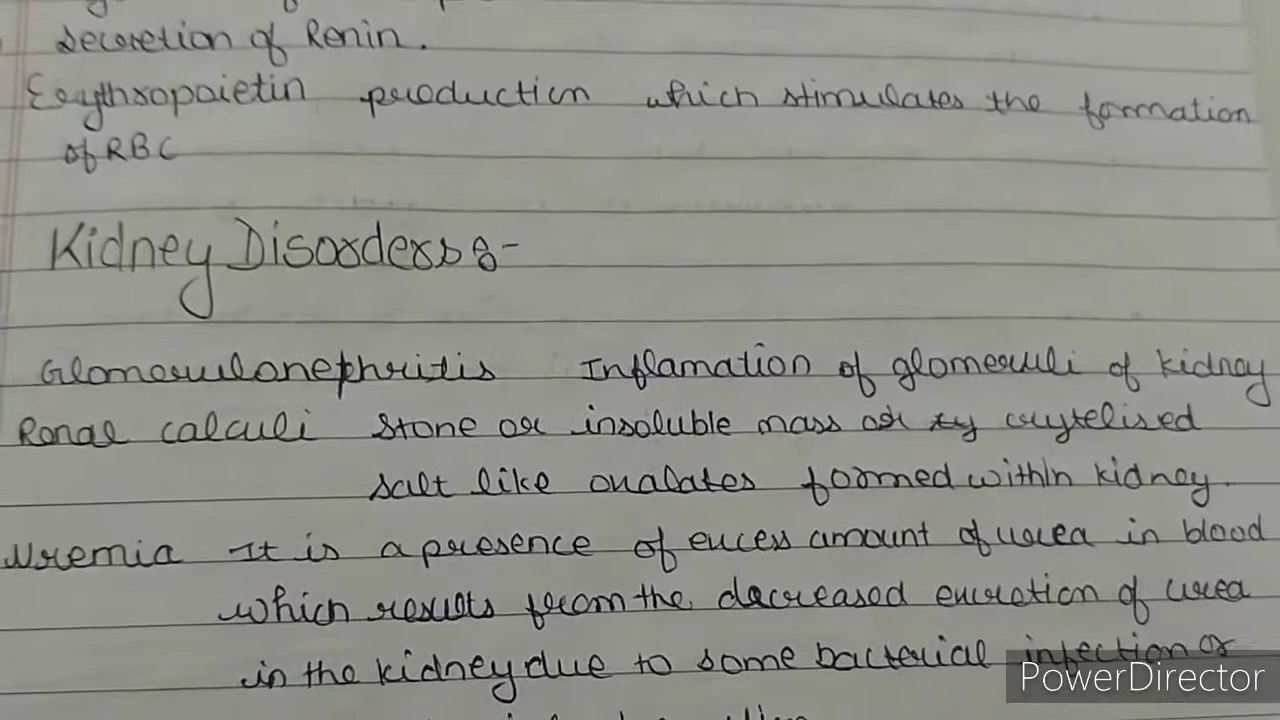 Secretion of Renin.
Erythropoietin production which stimulates the formation
of RBC
Kidney Disorders :-
Glomerulonephritis Inflamation of glomeruli of kidney
Renal calculi Stone or insoluble mass or crytelised
salt like oxalates formed within kidney.
Uremia It is a presence of excess amount of urea in blood
which results from the decreased excretion of urea
in the kidney due to some bacterial infection or
PowerDirector